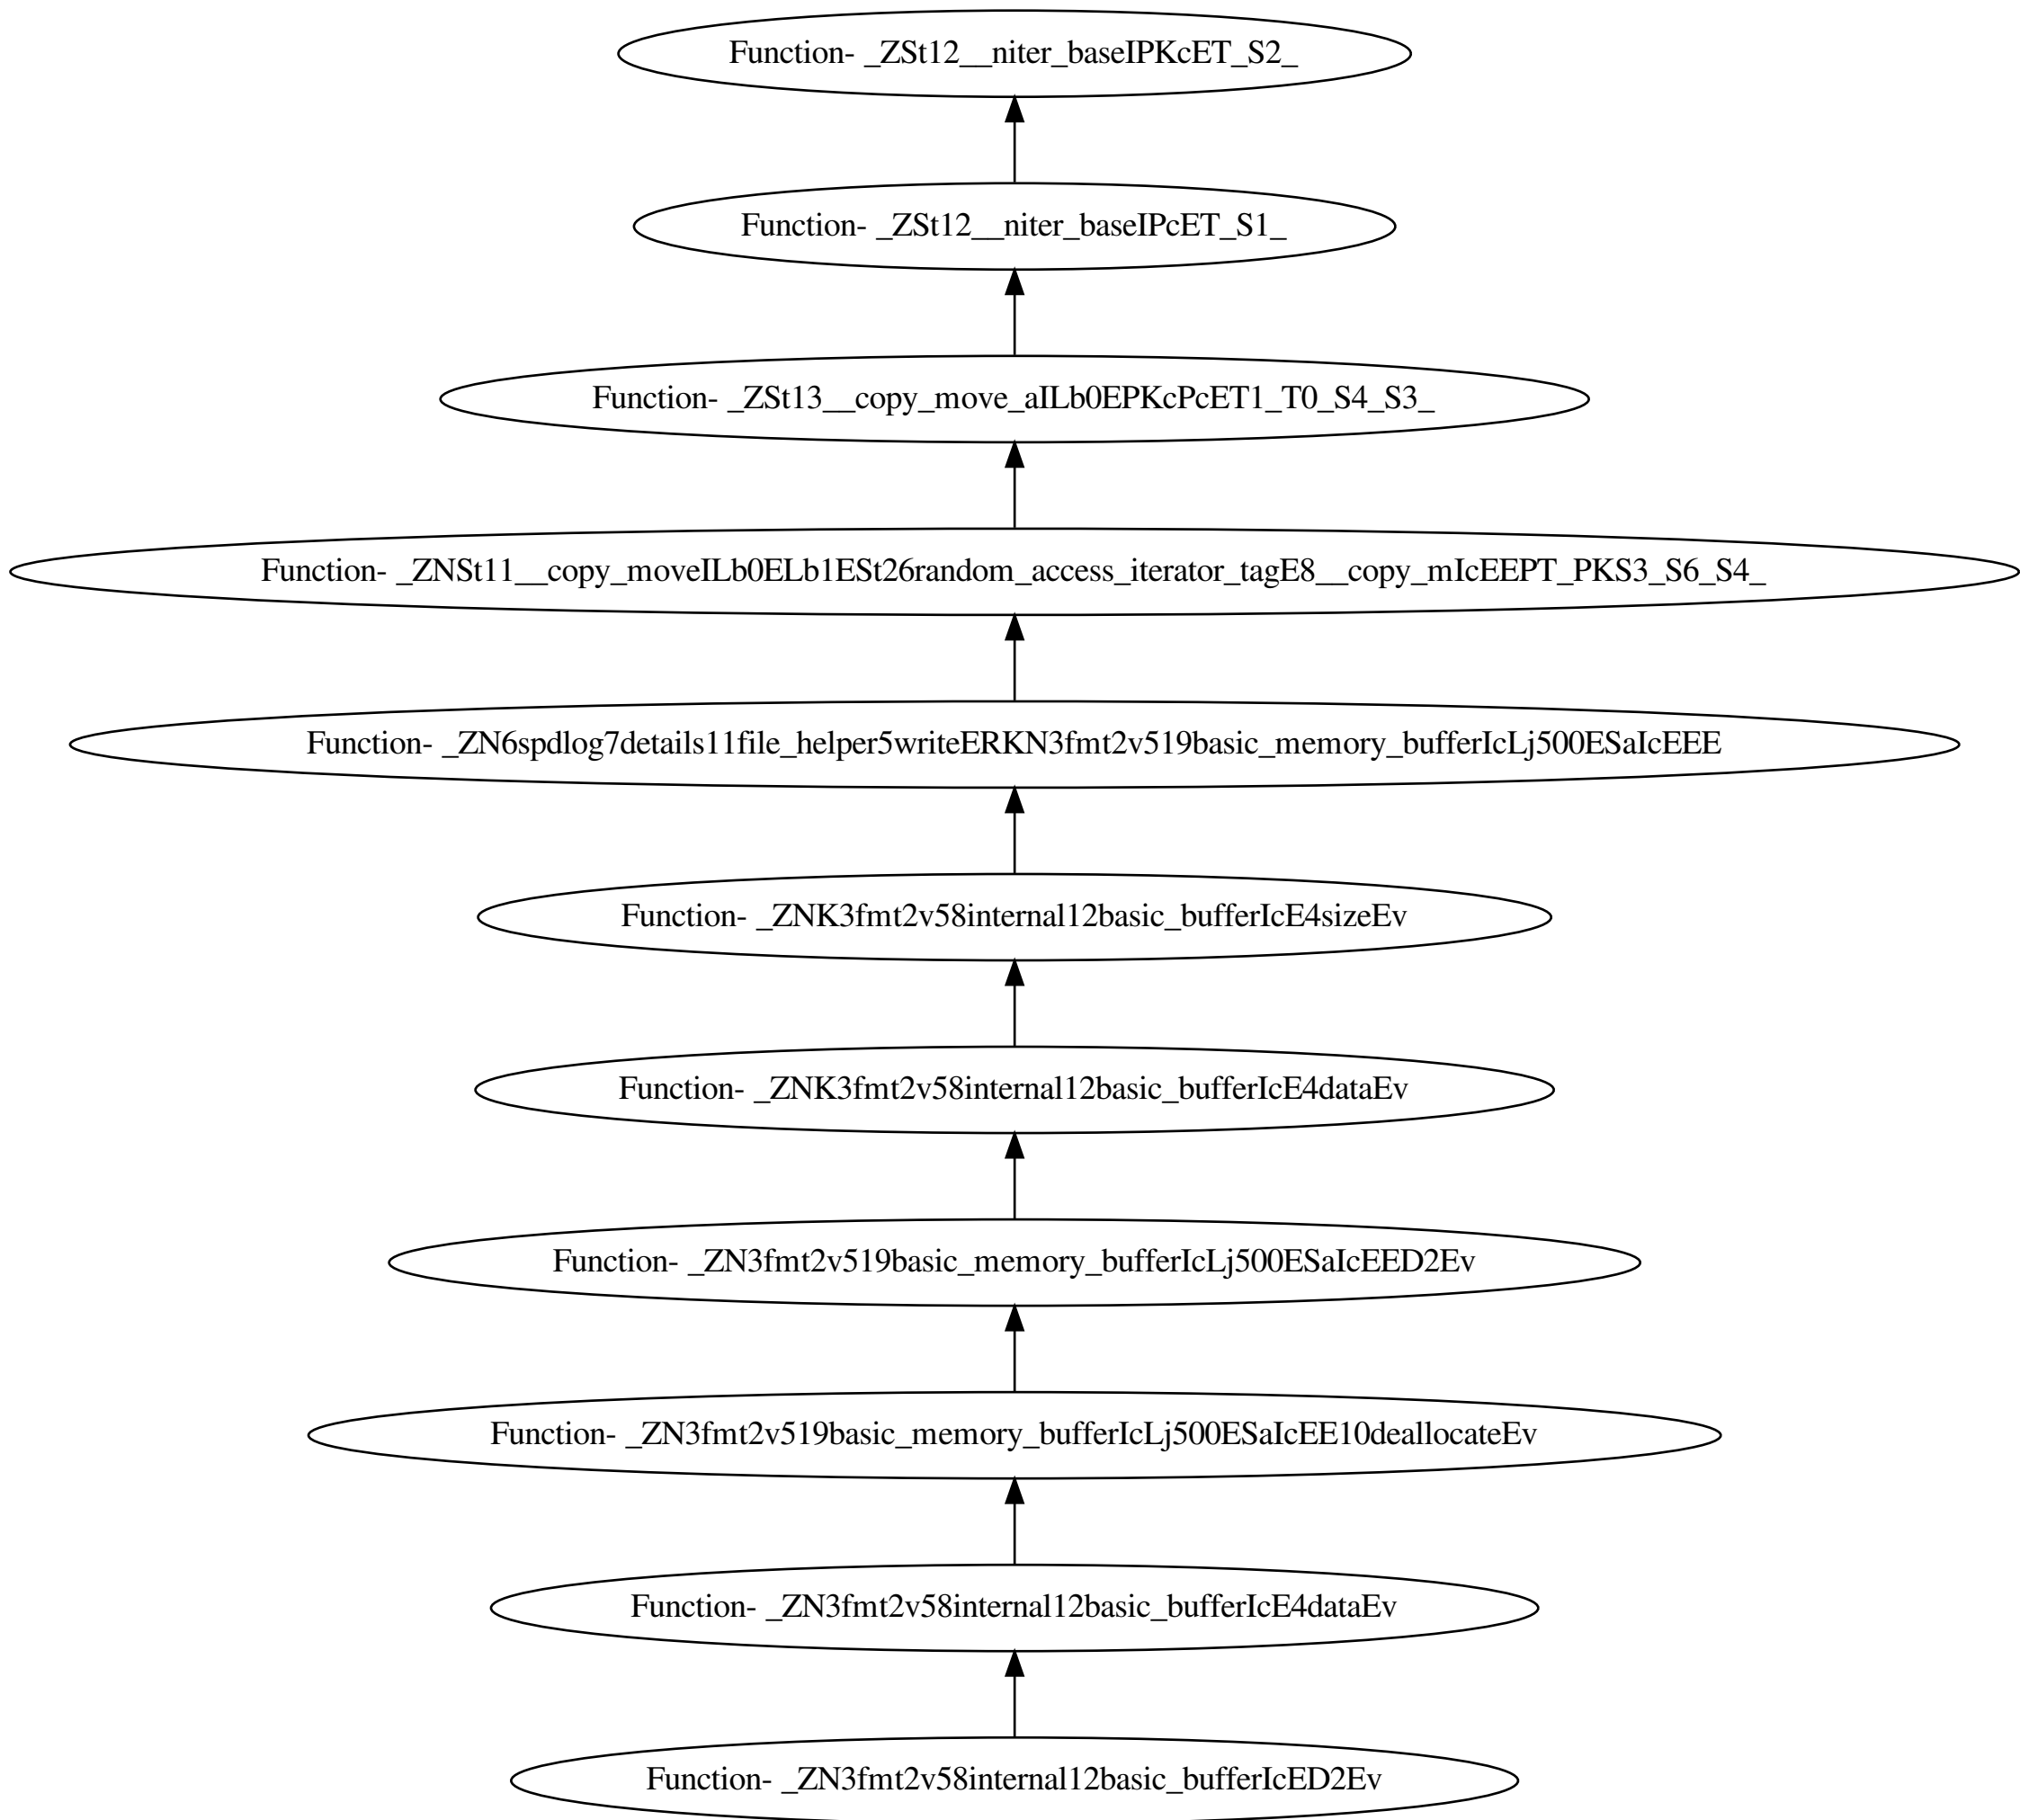 Function- _ZSt12__niter_baseIPKcET_S2_
Function- _ZSt12__niter_baseIPcET_S1_
Function- _ZSt13__copy_move_aILb0EPKcPcET1_T0_S4_S3_
Function- _ZNSt11__copy_moveILb0ELb1ESt26random_access_iterator_tagE8__copy_mIcEEPT_PKS3_S6_S4_
Function- _ZN6spdlog7details11file_helper5writeERKN3fmt2v519basic_memory_bufferIcLj500ESaIcEEE
Function- _ZNK3fmt2v58internal12basic_bufferIcE4sizeEv
Function- _ZNK3fmt2v58internal12basic_bufferIcE4dataEv
Function- _ZN3fmt2v519basic_memory_bufferIcLj500ESaIcEED2Ev
Function- _ZN3fmt2v519basic_memory_bufferIcLj500ESaIcEE10deallocateEv
Function- _ZN3fmt2v58internal12basic_bufferIcE4dataEv
Function- _ZN3fmt2v58internal12basic_bufferIcED2Ev